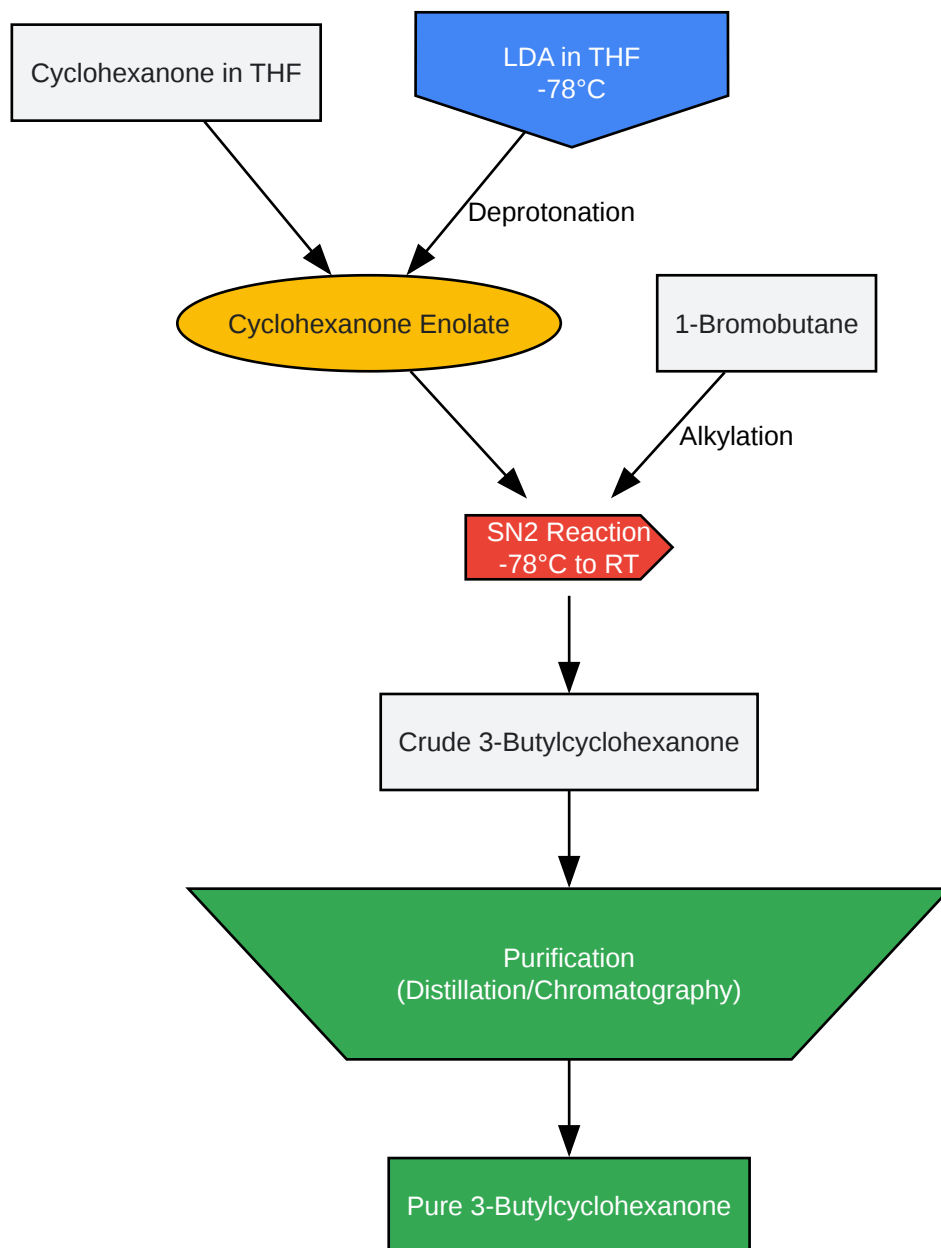 Cyclohexanone in THF
LDA in THF
-78°C
Deprotonation
Cyclohexanone Enolate
1-Bromobutane
Alkylation
SN2 Reaction
-78°C to RT
Crude 3-Butylcyclohexanone
Purification
(Distillation/Chromatography)
Pure 3-Butylcyclohexanone